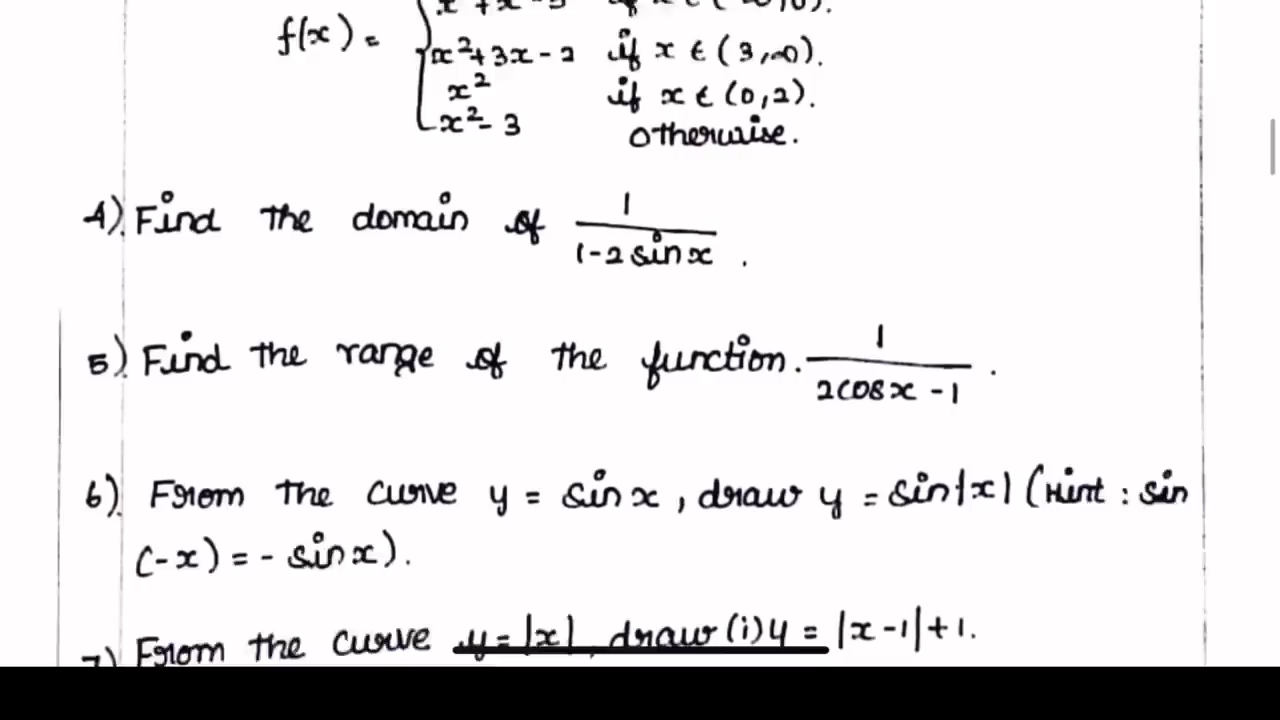 f(x) = { x²+3x-2 if x ∈ (3,∞).
x² if x ∈ (0,2).
x²-3 otherwise.
4) Find the domain of 1/(1-2sinx).
5) Find the range of the function. 1/(2cosx-1).
6) From the curve y = sinx, draw y = sin|x| (Hint : sin
(-x) = - sinx).
7) From the curve y = |x|, draw (i) y = |x-1|+1.